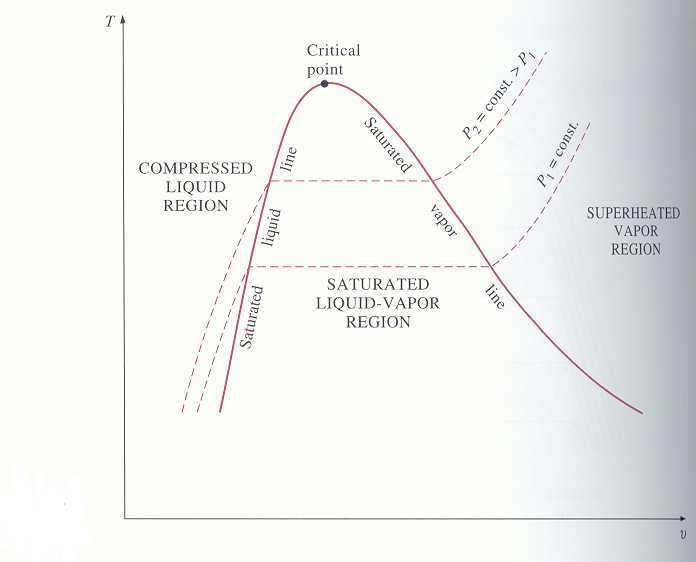 T
Critical
point
P₂ = const. > P₁
P₁ = const.
Saturated
line
COMPRESSED
LIQUID
REGION
liquid
vapor
SUPERHEATED
VAPOR
REGION
SATURATED
LIQUID-VAPOR
REGION
Saturated
line
υ